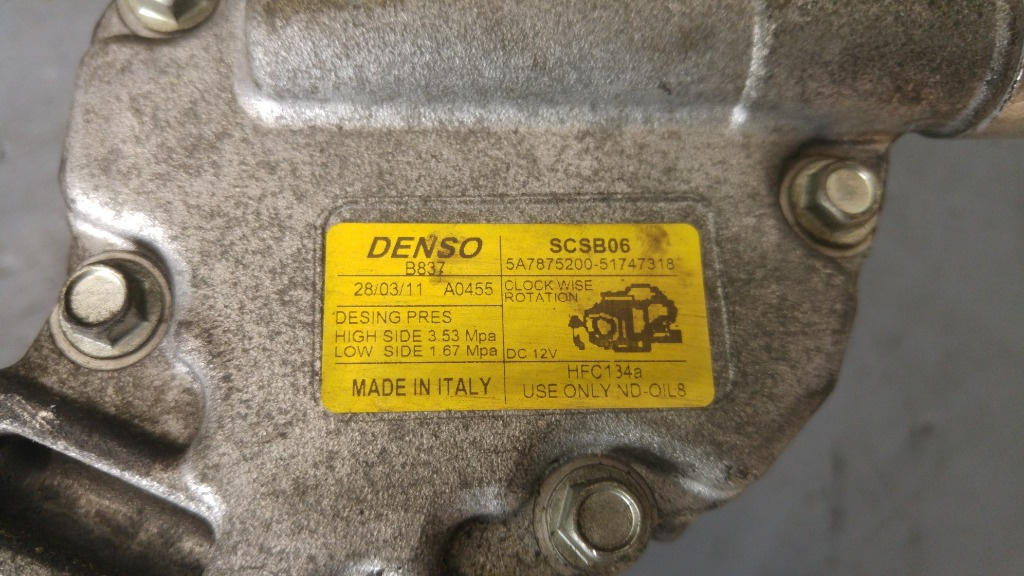 DENSO
B837
28/03/11 A0455
DESING PRES
HIGH SIDE 3.53 Mpa
LOW SIDE 1.67 Mpa
MADE IN ITALY
SCSB06
5A7875200-51747318
CLOCK WISE
ROTATION
DC 12V
HFC134a
USE ONLY ND-OIL8